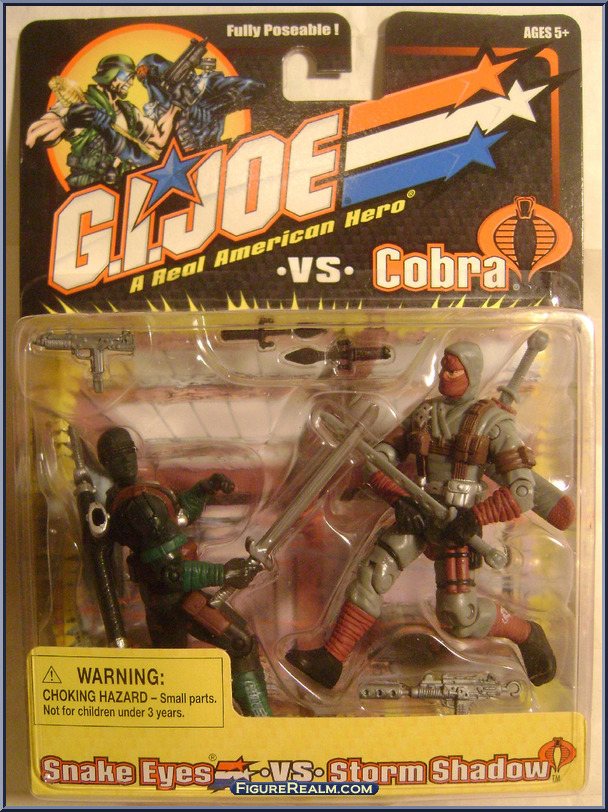 Fully Poseable !
AGES 5+
G.I.JOE
A Real American Hero®
·VS· Cobra®
⚠ WARNING:
CHOKING HAZARD – Small parts.
Not for children under 3 years.
Snake Eyes® ·VS· Storm Shadow™
FIGUREREALM.COM